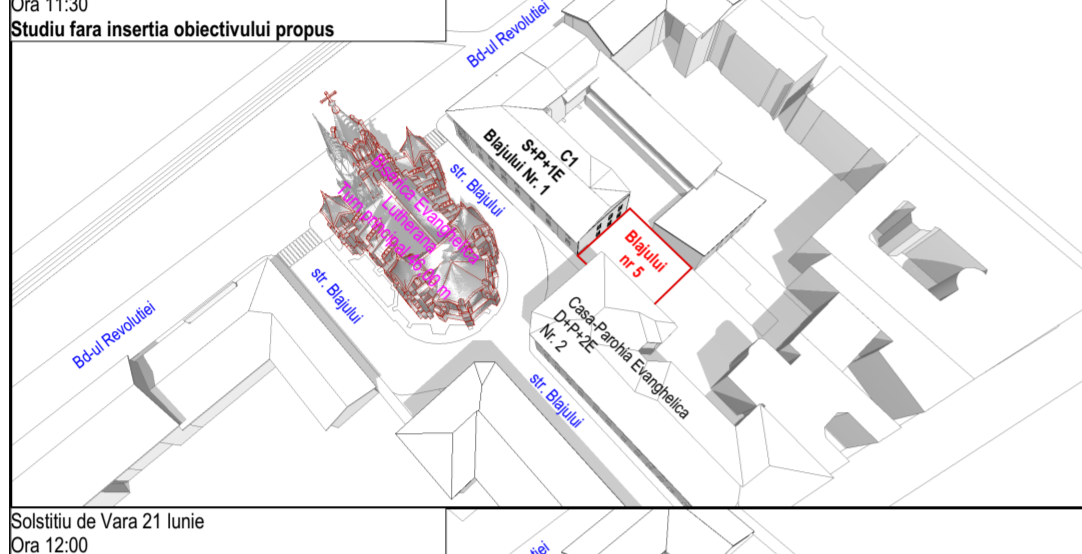 Ora 11:30
Studiu fara insertia obiectivului propus
Bd-ul Revolutiei
C1
S+P+1E
Blajului Nr. 1
str. Blajului
Biserica Evanghelica
Lutherana
Turn principal
m
Blajului
nr 5
str. Blajului
Bd-ul Revolutiei
Casa-Parohia Evanghelica
D+P+2E
Nr. 2
str. Blajului
Solstitiu de Vara 21 Iunie
Ora 12:00